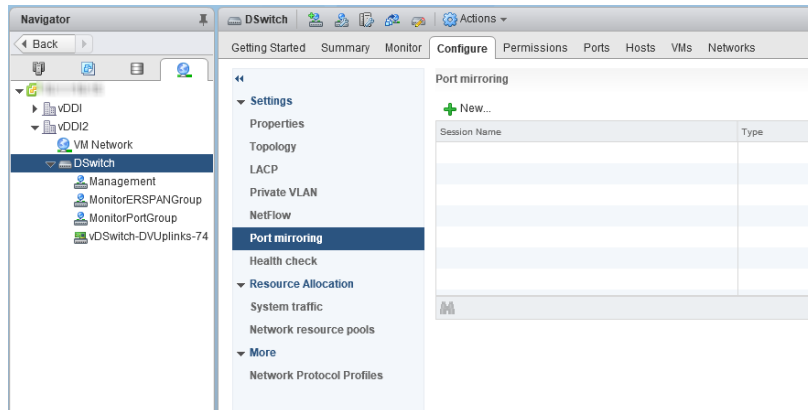 Navigator
Back
vDDI
vDDI2
VM Network
DSwitch
Management
MonitorERSPANGroup
MonitorPortGroup
vDSwitch-DVUplinks-74
DSwitch Actions
Getting Started Summary Monitor Configure Permissions Ports Hosts VMs Networks
Settings
Properties
Topology
LACP
Private VLAN
NetFlow
Port mirroring
Health check
Resource Allocation
System traffic
Network resource pools
More
Network Protocol Profiles
Port mirroring
New...
Session Name Type